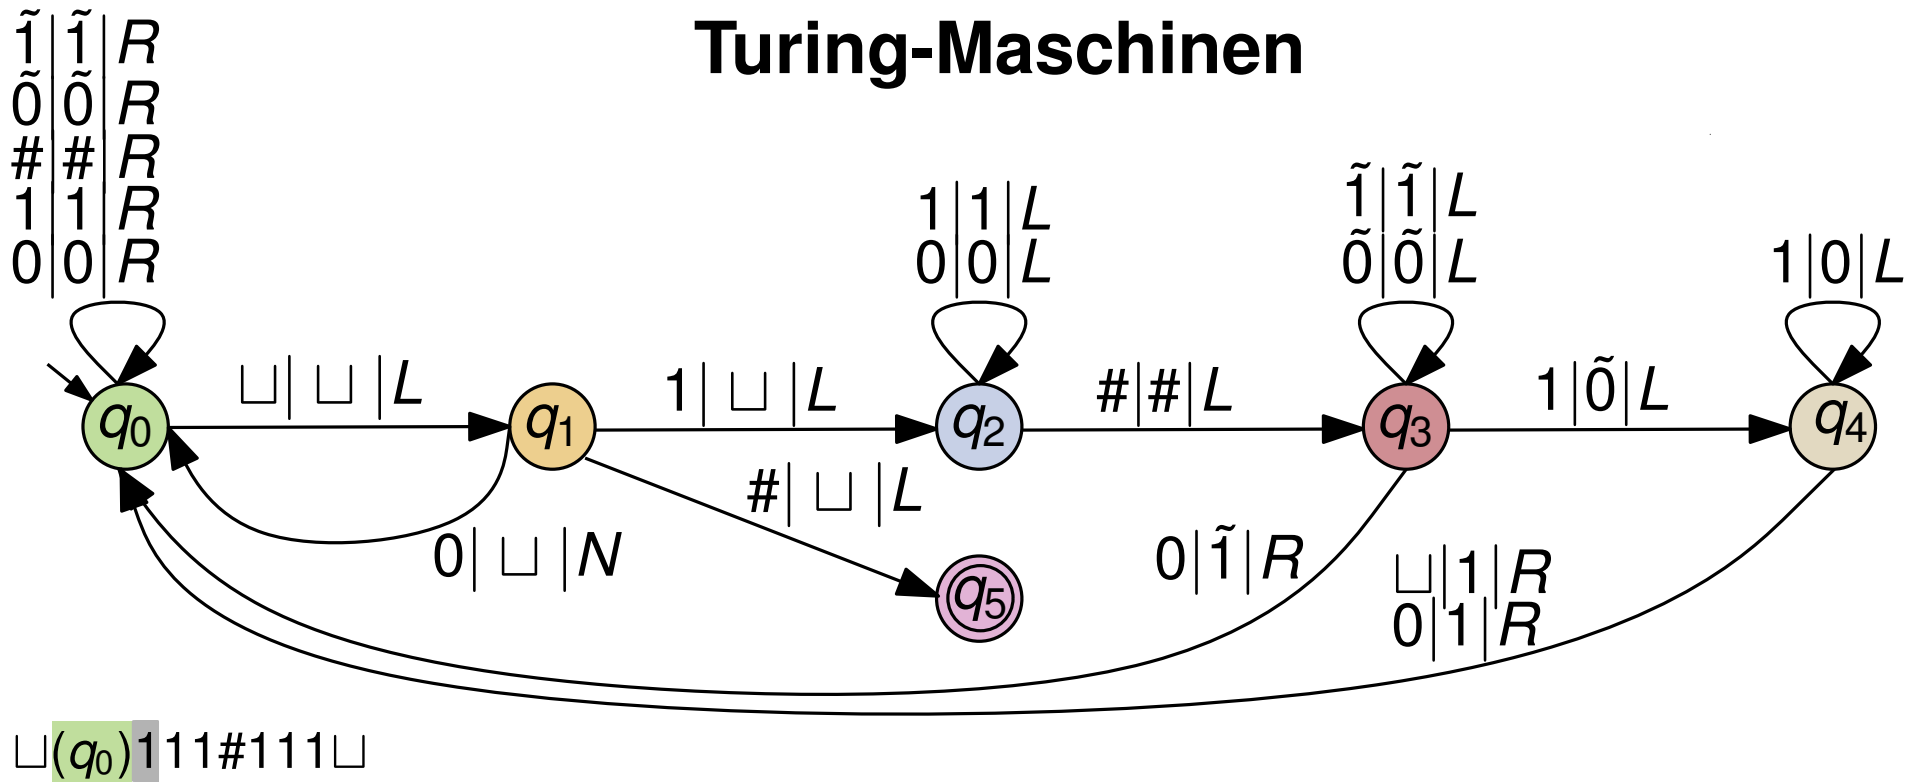 Turing-Maschinen
1̃|1̃|R
0̃|0̃|R
#|#|R
1|1|R
0|0|R
1|1|L
0|0|L
1̃|1̃|L
0̃|0̃|L
1|0|L
q0
⊔|⊔|L
q1
1|⊔|L
q2
#|#|L
q3
1|0̃|L
q4
#|⊔|L
0|⊔|N
q5
0|1̃|R
⊔|1|R
0|1|R
⊔(q0)111#111⊔